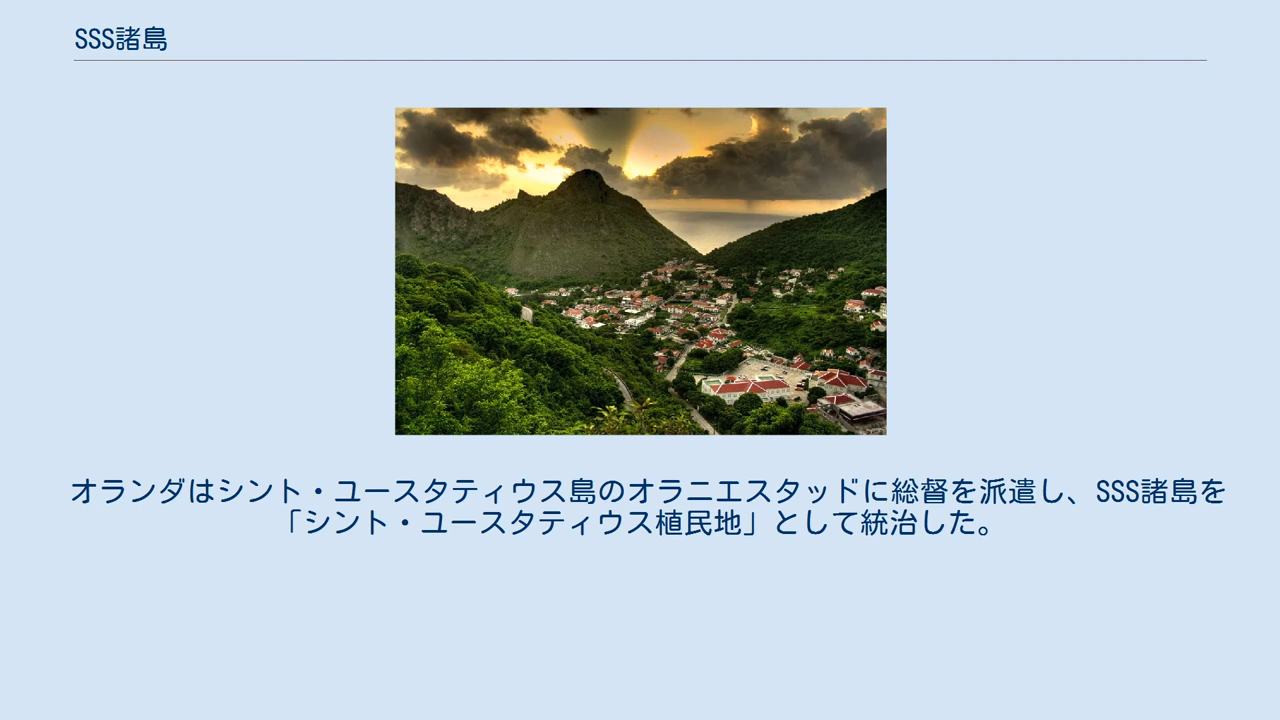 SSS諸島
オランダはシント・ユースタティウス島のオラニエスタッドに総督を派遣し、SSS諸島を
「シント・ユースタティウス植民地」として統治した。